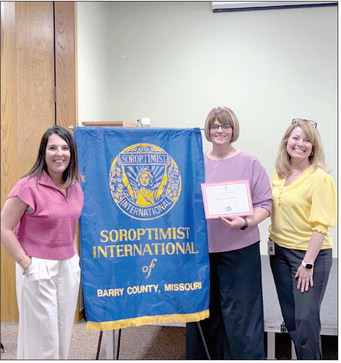 SOROPTIMIST
INTERNATIONAL
SOROPTIMIST
INTERNATIONAL
of
BARRY COUNTY, MISSOURI